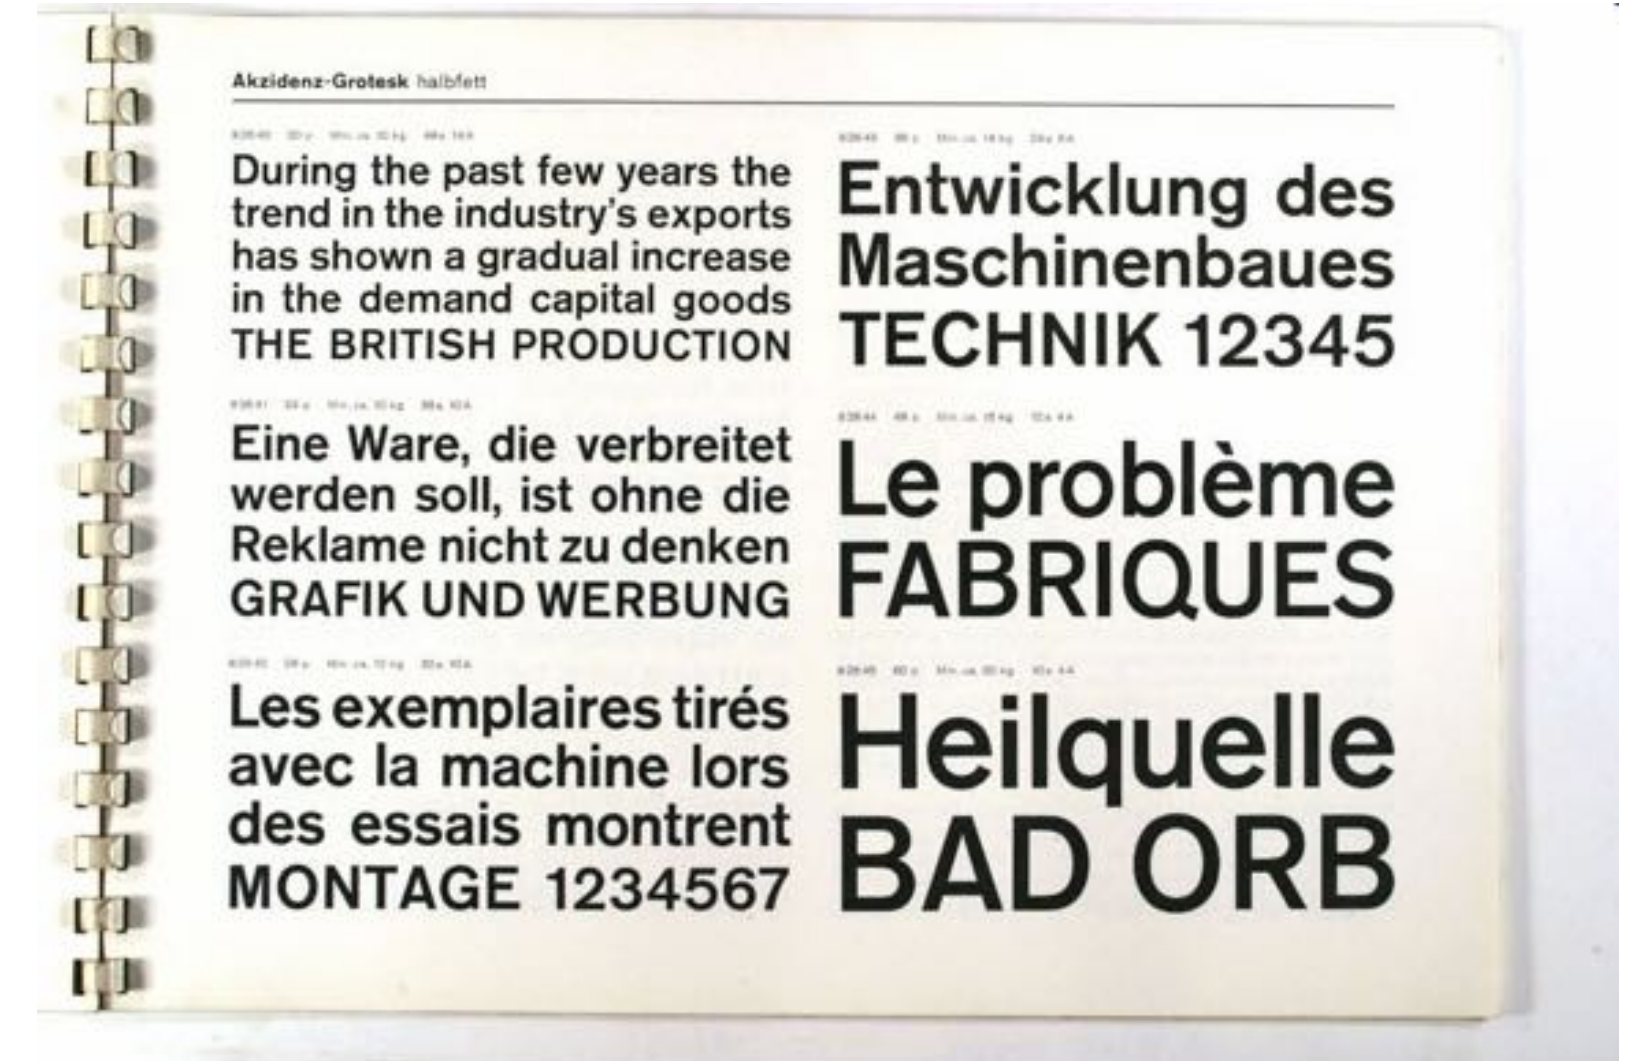 Akzidenz-Grotesk halbfett
During the past few years the
trend in the industry's exports
has shown a gradual increase
in the demand capital goods
THE BRITISH PRODUCTION
Eine Ware, die verbreitet
werden soll, ist ohne die
Reklame nicht zu denken
GRAFIK UND WERBUNG
Les exemplaires tirés
avec la machine lors
des essais montrent
MONTAGE 1234567
Entwicklung des
Maschinenbaues
TECHNIK 12345
Le problème
FABRIQUES
Heilquelle
BAD ORB